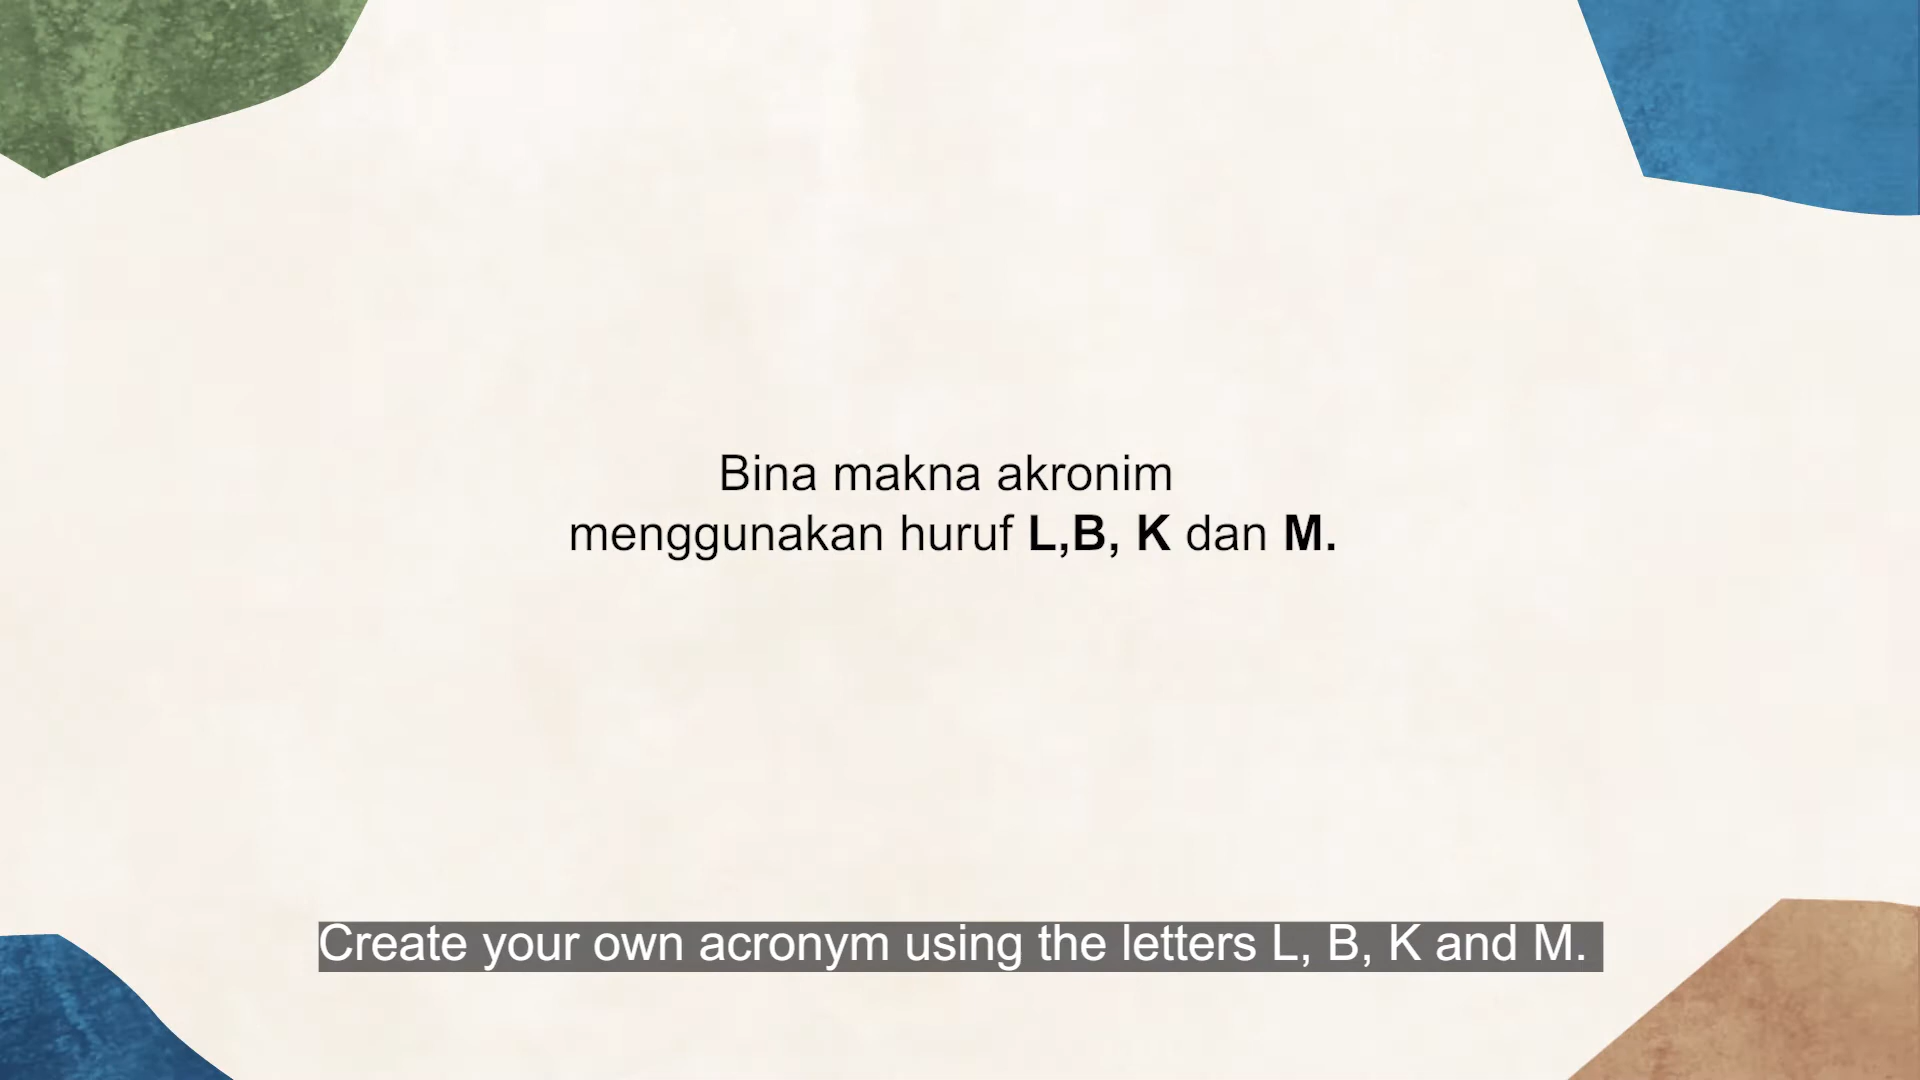 Bina makna akronim
menggunakan huruf L,B, K dan M.
Create your own acronym using the letters L, B, K and M.